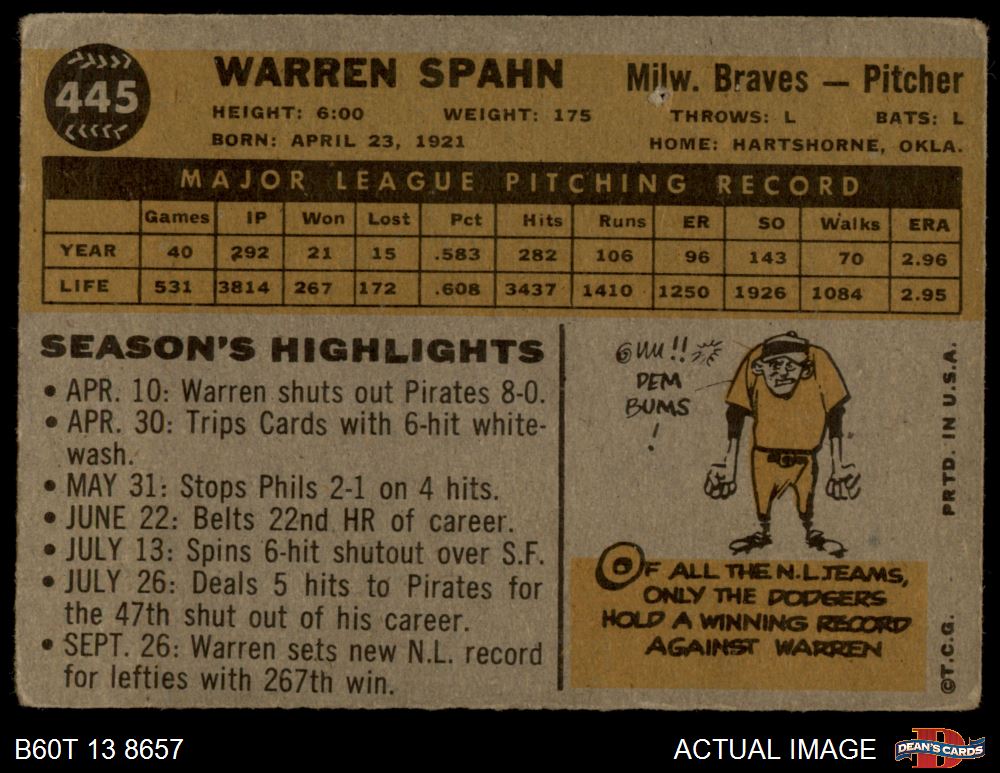 445
WARREN SPAHN
Milw. Braves — Pitcher
HEIGHT: 6:00 WEIGHT: 175 THROWS: L BATS: L
BORN: APRIL 23, 1921 HOME: HARTSHORNE, OKLA.
MAJOR LEAGUE PITCHING RECORD
Games IP Won Lost Pct Hits Runs ER SO Walks ERA
YEAR 40 292 21 15 .583 282 106 96 143 70 2.96
LIFE 531 3814 267 172 .608 3437 1410 1250 1926 1084 2.95
SEASON'S HIGHLIGHTS
• APR. 10: Warren shuts out Pirates 8-0.
• APR. 30: Trips Cards with 6-hit white-
wash.
• MAY 31: Stops Phils 2-1 on 4 hits.
• JUNE 22: Belts 22nd HR of career.
• JULY 13: Spins 6-hit shutout over S.F.
• JULY 26: Deals 5 hits to Pirates for
the 47th shut out of his career.
• SEPT. 26: Warren sets new N.L. record
for lefties with 267th win.
DEM
BUMS
!
OF ALL THE N.L. TEAMS,
ONLY THE DODGERS
HOLD A WINNING RECORD
AGAINST WARREN
©T.C.G. PRTD. IN U.S.A.
B60T 13 8657
ACTUAL IMAGE
D
DEAN'S CARDS